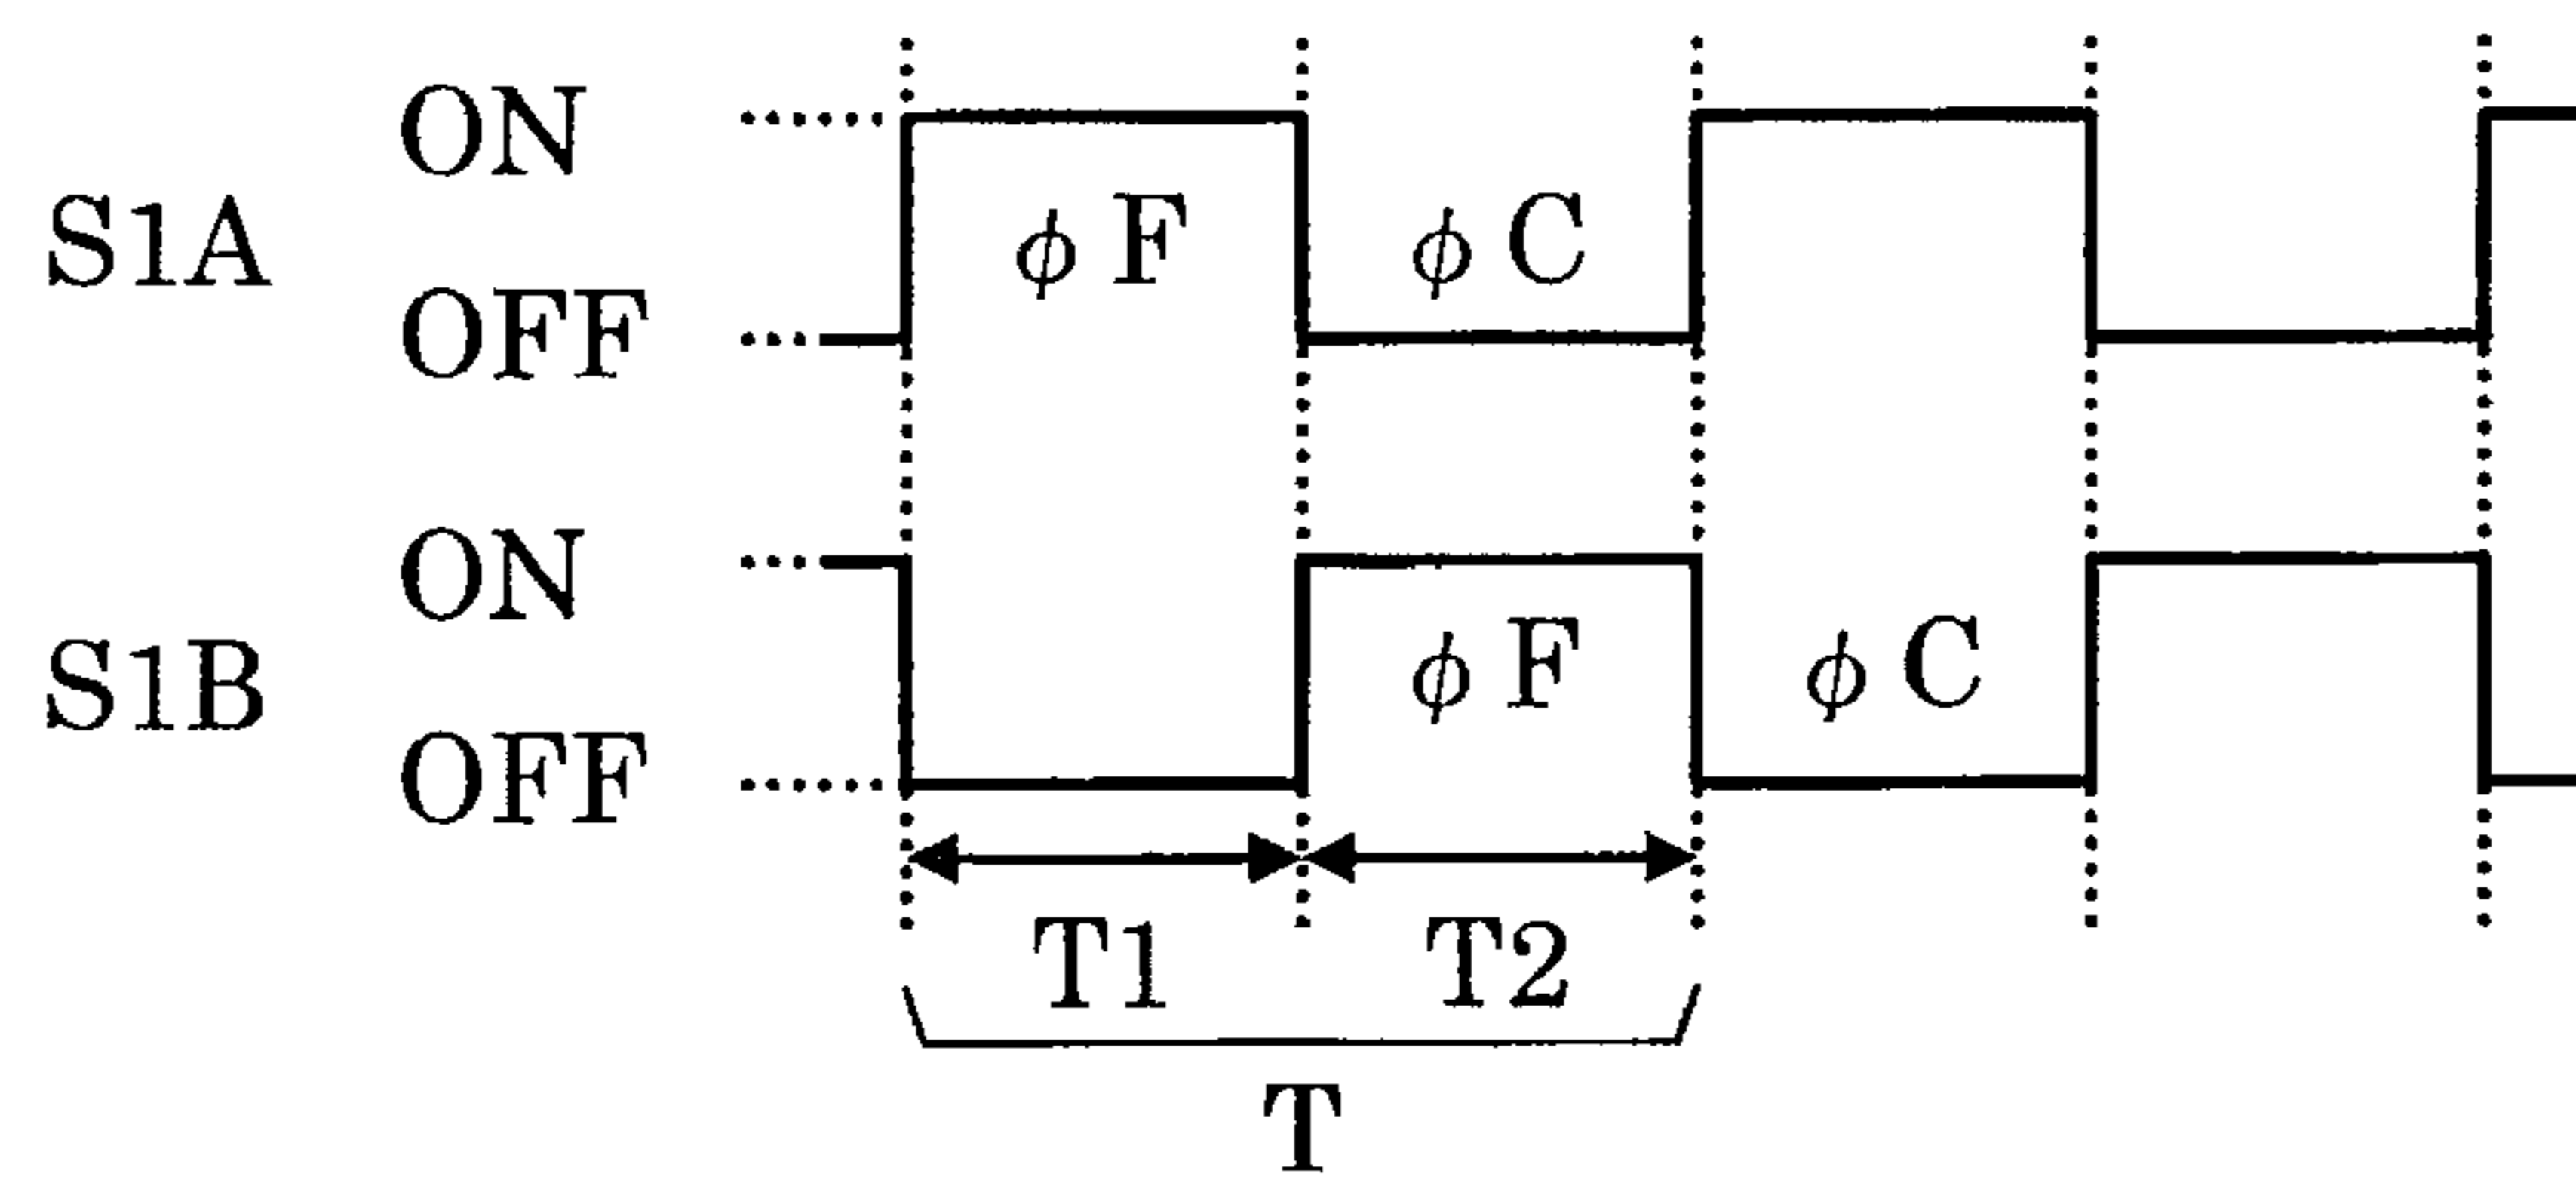 ON
S1A
φF φC
OFF
ON
S1B
φF φC
OFF
T1 T2
T